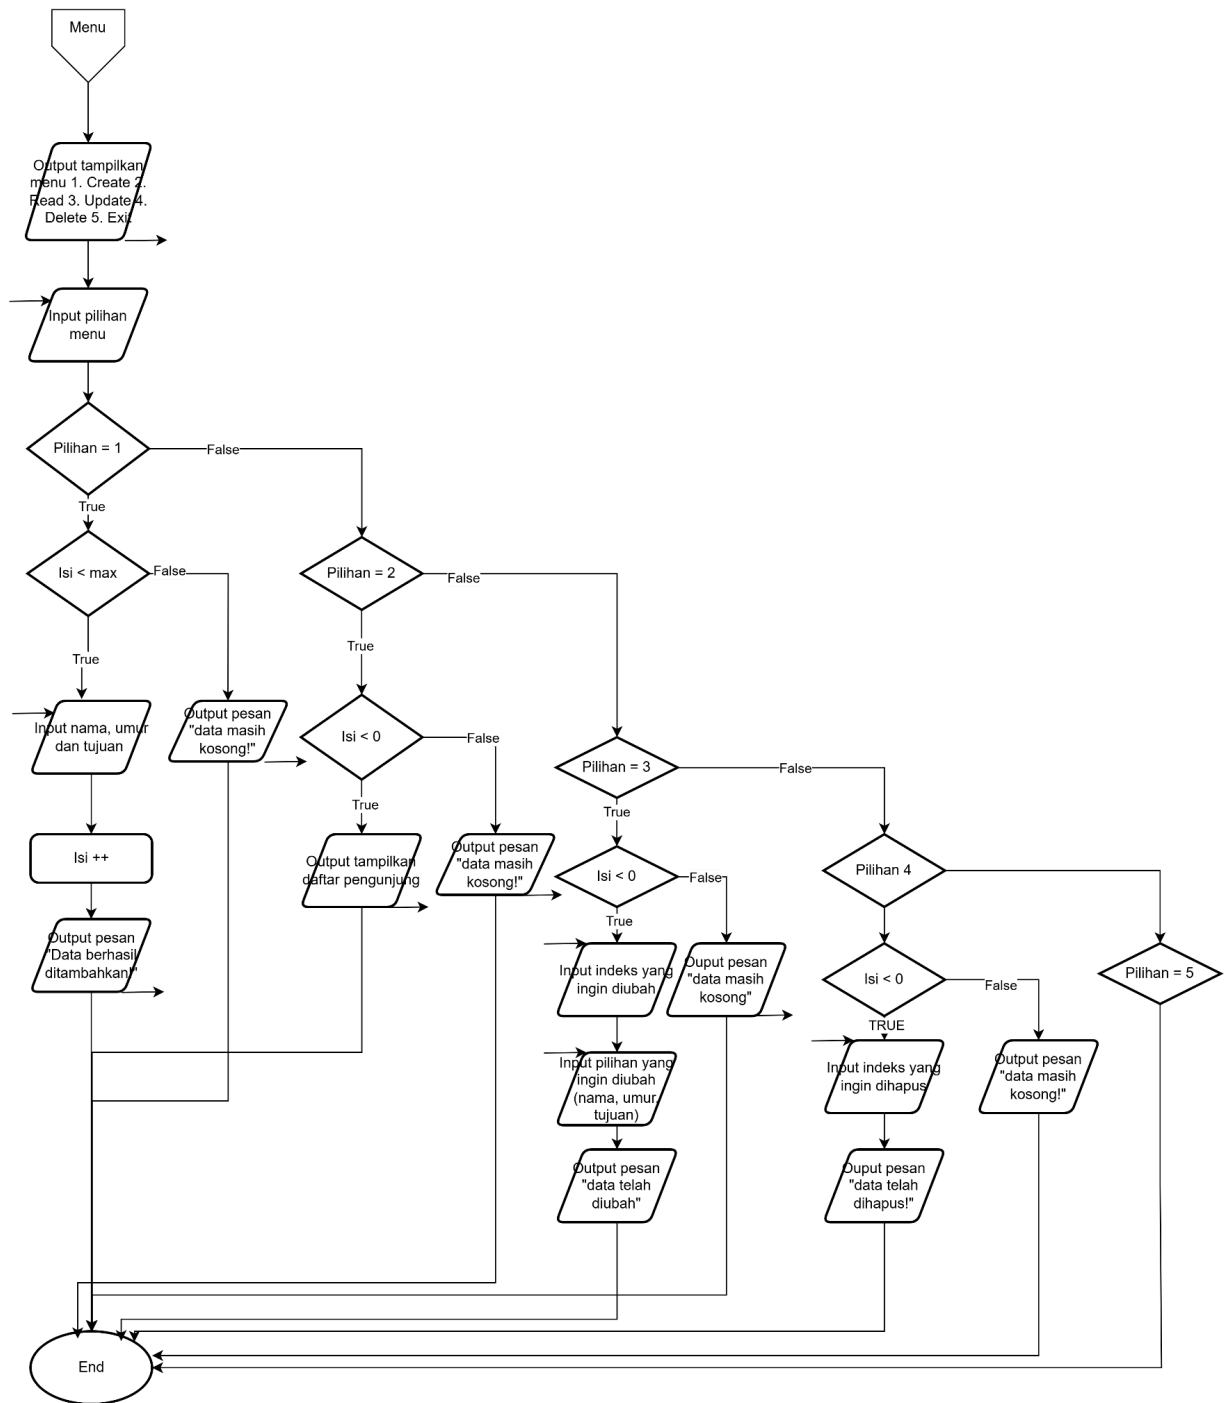 Menu
Output tampilkan
menu 1. Create 2.
Read 3. Update 4.
Delete 5. Exit
Input pilihan
menu
Pilihan = 1
False
True
Isi < max
False
True
Input nama, umur
dan tujuan
Output pesan
"data masih
kosong!"
Isi ++
Output pesan
"Data berhasil
ditambahkan!"
Pilihan = 2
False
True
Isi < 0
False
True
Output tampilkan
daftar pengunjung
Output pesan
"data masih
kosong!"
Pilihan = 3
False
True
Isi < 0
False
True
Input indeks yang
ingin diubah
Ouput pesan
"data masih
kosong"
Input pilihan yang
ingin diubah
(nama, umur,
tujuan)
Output pesan
"data telah
diubah"
Pilihan 4
Isi < 0
False
TRUE
Input indeks yang
ingin dihapus
Output pesan
"data masih
kosong!"
Ouput pesan
"data telah
dihapus!"
Pilihan = 5
End